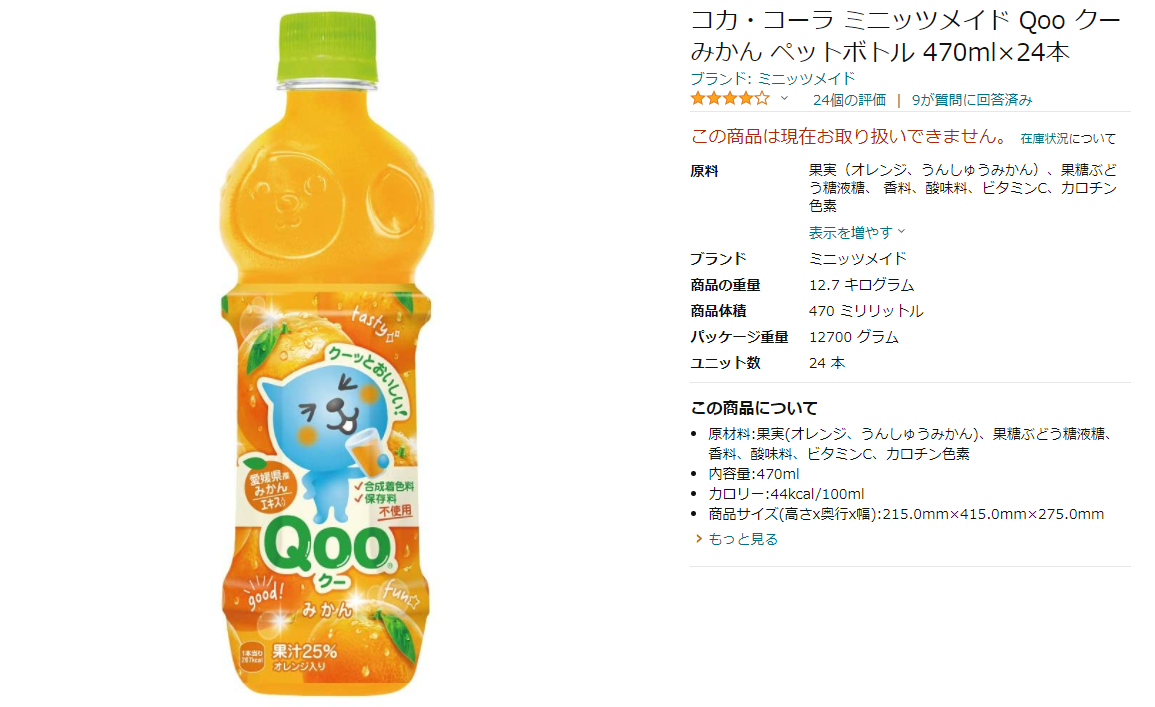 コカ・コーラ ミニッツメイド Qoo クー
みかん ペットボトル 470ml×24本
ブランド: ミニッツメイド
24個の評価 | 9が質問に回答済み
この商品は現在お取り扱いできません。 在庫状況について
原料 果実（オレンジ、うんしゅうみかん）、果糖ぶど
う糖液糖、 香料、酸味料、ビタミンC、カロチン
色素
表示を増やす
ブランド ミニッツメイド
商品の重量 12.7 キログラム
商品体積 470 ミリリットル
パッケージ重量 12700 グラム
ユニット数 24 本
この商品について
• 原材料:果実(オレンジ、うんしゅうみかん)、果糖ぶどう糖液糖、
香料、酸味料、ビタミンC、カロチン色素
• 内容量:470ml
• カロリー:44kcal/100ml
• 商品サイズ(高さx奥行x幅):215.0mm×415.0mm×275.0mm
› もっと見る
tasty
クーッとおいしい!
愛媛県産
みかん
エキス入り
✓合成着色料
✓保存料
不使用
Qoo
クー
good!
fun
みかん
1本当り
207kcal
果汁25%
オレンジ入り